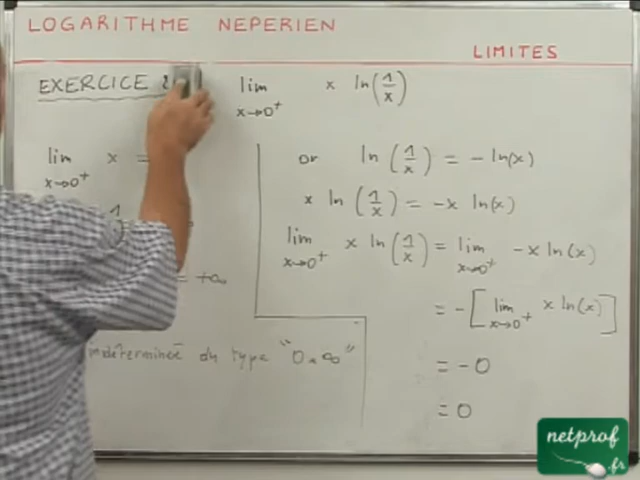 LOGARITHME NEPERIEN
LIMITES
EXERCICE
lim x→0⁺ x ln(1/x)
lim x→0⁺ x =
1
= +∞
indéterminée du type "0×∞"
or ln(1/x) = -ln(x)
x ln(1/x) = -x ln(x)
lim x→0⁺ x ln(1/x) = lim x→0⁺ -x ln(x)
= -[lim x→0⁺ x ln(x)]
= -0
= 0
netprof
.fr